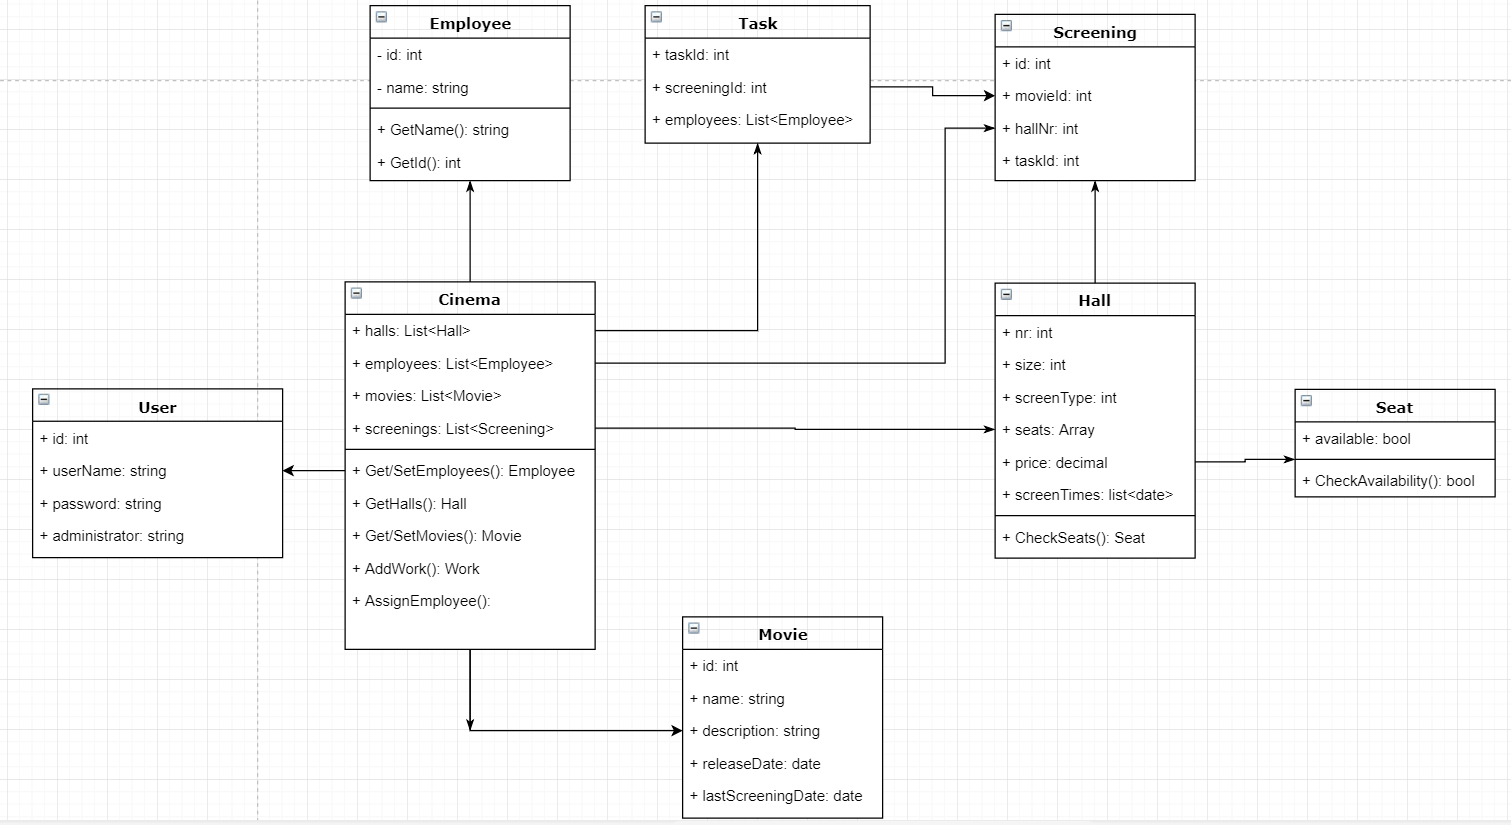 Employee
- id: int
- name: string
+ GetName(): string
+ GetId(): int
Task
+ taskId: int
+ screeningId: int
+ employees: List<Employee>
Screening
+ id: int
+ movieId: int
+ hallNr: int
+ taskId: int
Cinema
+ halls: List<Hall>
+ employees: List<Employee>
+ movies: List<Movie>
+ screenings: List<Screening>
+ Get/SetEmployees(): Employee
+ GetHalls(): Hall
+ Get/SetMovies(): Movie
+ AddWork(): Work
+ AssignEmployee():
Hall
+ nr: int
+ size: int
+ screenType: int
+ seats: Array
+ price: decimal
+ screenTimes: list<date>
+ CheckSeats(): Seat
User
+ id: int
+ userName: string
+ password: string
+ administrator: string
Seat
+ available: bool
+ CheckAvailability(): bool
Movie
+ id: int
+ name: string
+ description: string
+ releaseDate: date
+ lastScreeningDate: date